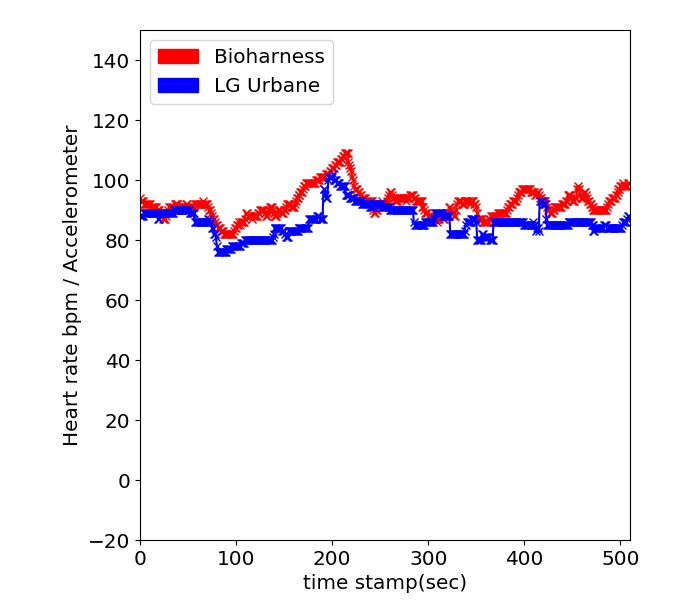 Bioharness
LG Urbane
140
120
100
80
60
40
20
0
−20
0 100 200 300 400 500
time stamp(sec)
Heart rate bpm / Accelerometer